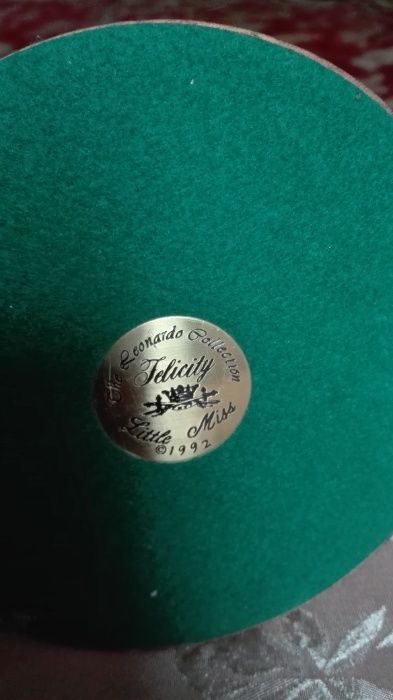 The Leonardo Collection
Felicity
Little Miss
©1992